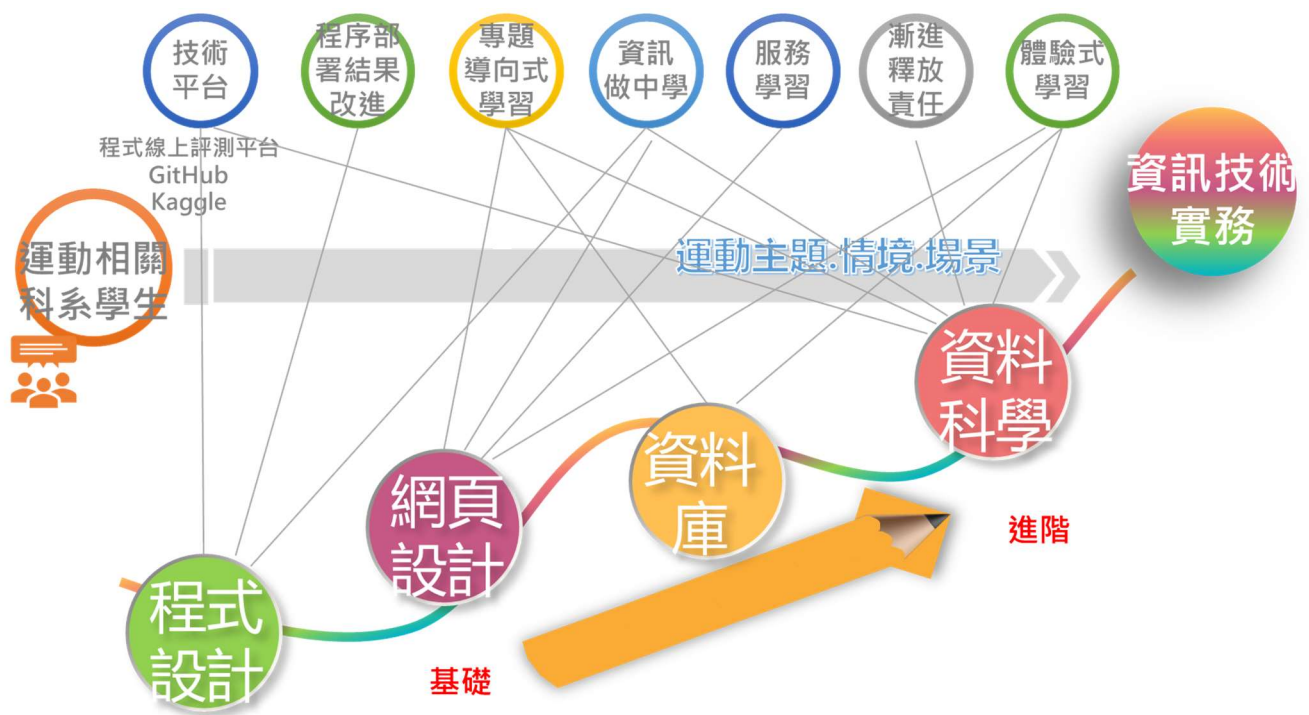 技術
平台
程序部
署結果
改進
專題
導向式
學習
資訊
做中學
服務
學習
漸進
釋放
責任
體驗式
學習
程式線上評測平台
GitHub
Kaggle
資訊技術
實務
運動相關
科系學生
運動主題.情境.場景
資料
科學
資料
庫
網頁
設計
進階
程式
設計
基礎